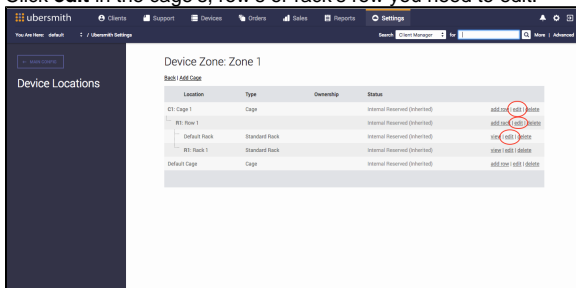 Click edit in the cage's, row's or rack's row you need to edit.
ubersmith Clients Support Devices Orders Sales Reports Settings
You Are Here: default / Ubersmith Settings Search Client Manager for More | Advanced
Device Zone: Zone 1
Back | Add Cage
Device Locations
Location Type Ownership Status
C1: Cage 1 Cage Internal Reserved (Inherited) add row | edit | delete
R1: Row 1 Internal Reserved (Inherited) add rack | edit | delete
Default Rack Standard Rack Internal Reserved (Inherited) view | edit | delete
R1: Rack 1 Standard Rack Internal Reserved (Inherited) view | edit | delete
Default Cage Cage Internal Reserved (Inherited) add row | edit | delete